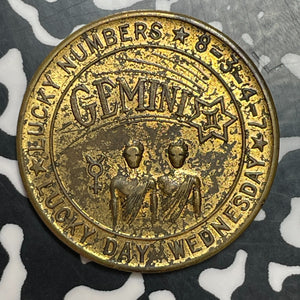 LUCKY NUMBERS ★ 8-3-4-7 ★
GEMINI
LUCKY DAY WEDNESDAY